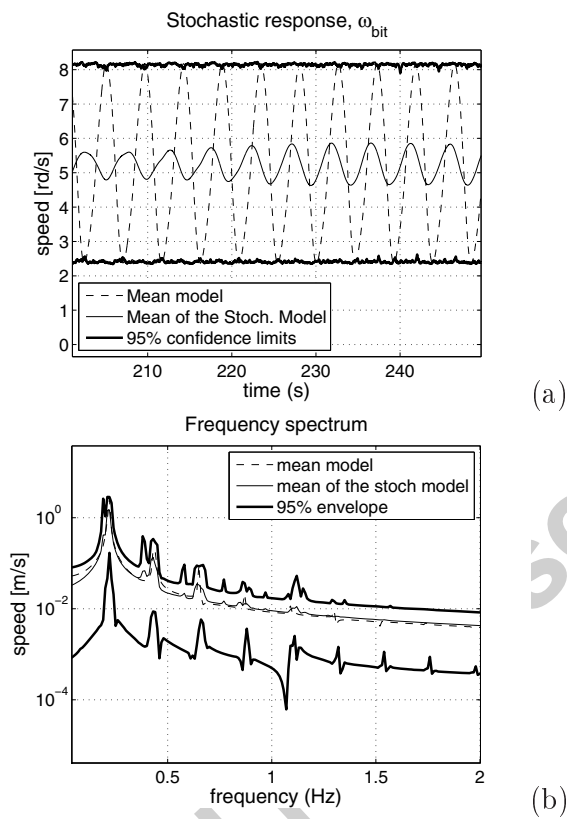 Stochastic response, ω_bit
speed [rd/s]
8
7
6
5
4
3
2
1
0
Mean model
Mean of the Stoch. Model
95% confidence limits
210 220 230 240
time (s)
(a)
Frequency spectrum
speed [m/s]
10^0
10^-2
10^-4
mean model
mean of the stoch model
95% envelope
0.5 1 1.5 2
frequency (Hz)
(b)